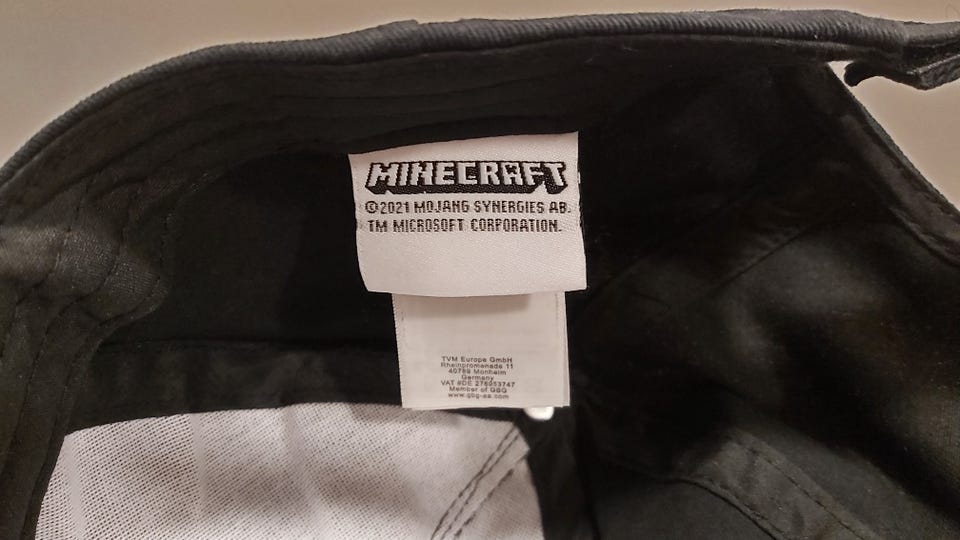 MINECRAFT
©2021 MOJANG SYNERGIES AB.
TM MICROSOFT CORPORATION.
TVM Europe GmbH
Rheinpromenade 11
40789 Monheim
Germany
VAT #DE 276053747
Member of GBG
www.gbg-aa.com